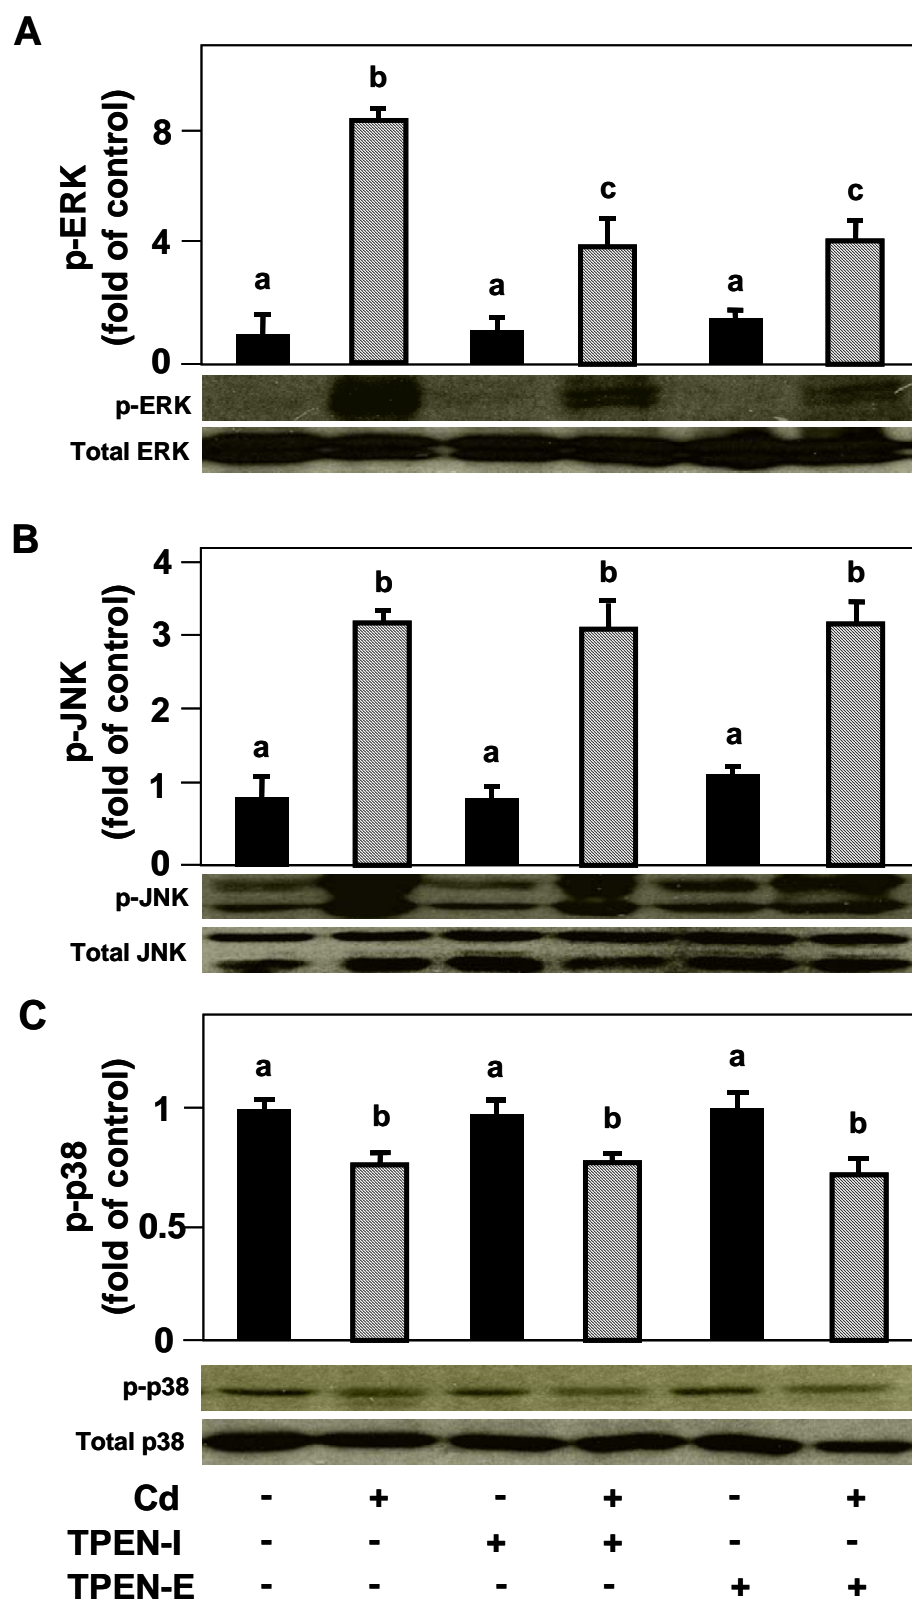 A
p-ERK
(fold of control)
8
4
0
a b a c a c
p-ERK
Total ERK
B
p-JNK
(fold of control)
4
3
2
1
0
a b a b a b
p-JNK
Total JNK
C
p-p38
(fold of control)
1
0.5
0
a b a b a b
p-p38
Total p38
Cd - + - + - +
TPEN-I - - + + - -
TPEN-E - - - - + +